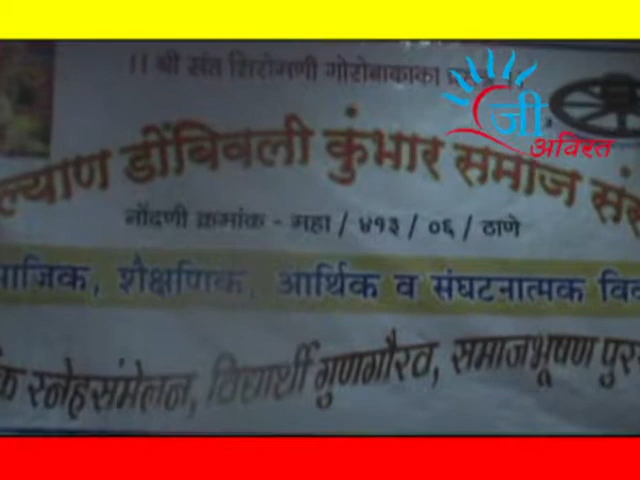 ।। श्री संत शिरोमणी गोरोबाकाका
जी
अविरत
ल्याण डोंबिवली कुंभार समाज संस
नोंदणी क्रमांक - महा / ४१३ / ०६ / ठाणे
माजिक, शैक्षणिक, आर्थिक व संघटनात्मक वि
क स्नेहसंमेलन, विद्यार्थी गुणगौरव, समाजभूषण पुर